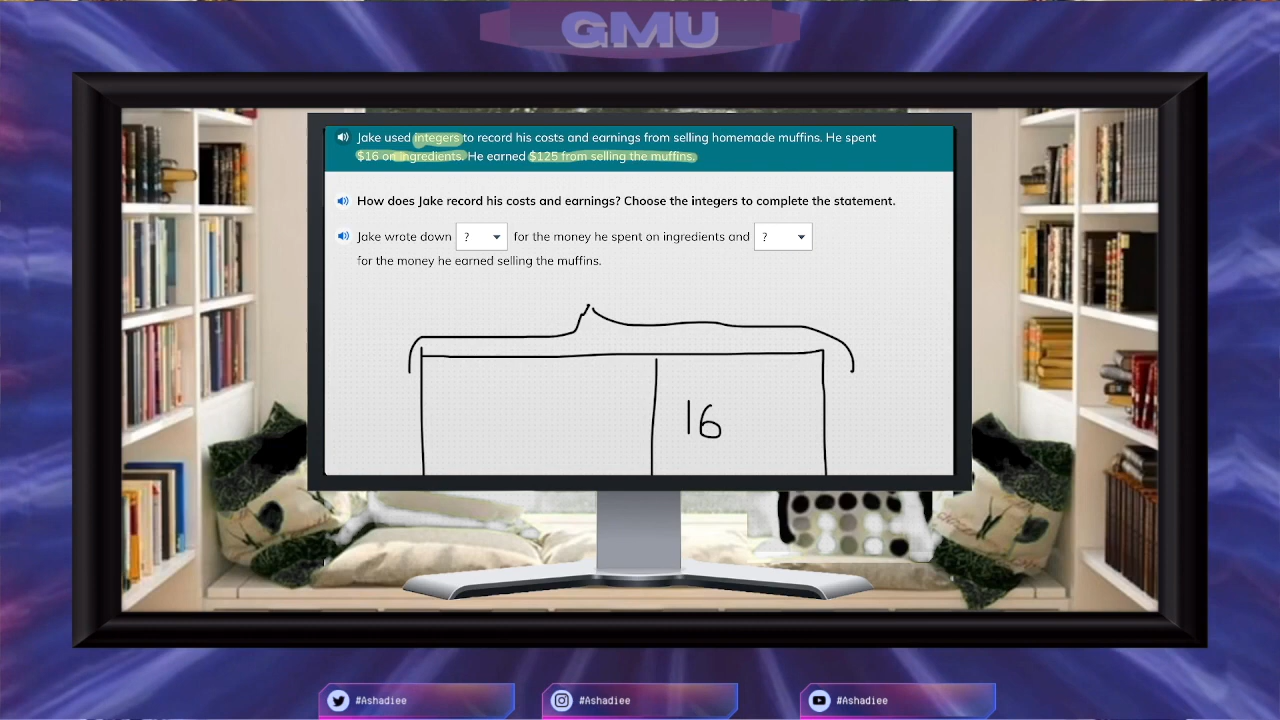 GMU
Jake used integers to record his costs and earnings from selling homemade muffins. He spent
$16 on ingredients. He earned $125 from selling the muffins.
How does Jake record his costs and earnings? Choose the integers to complete the statement.
Jake wrote down ? for the money he spent on ingredients and ?
for the money he earned selling the muffins.
16
#Ashadiee #Ashadiee #Ashadiee